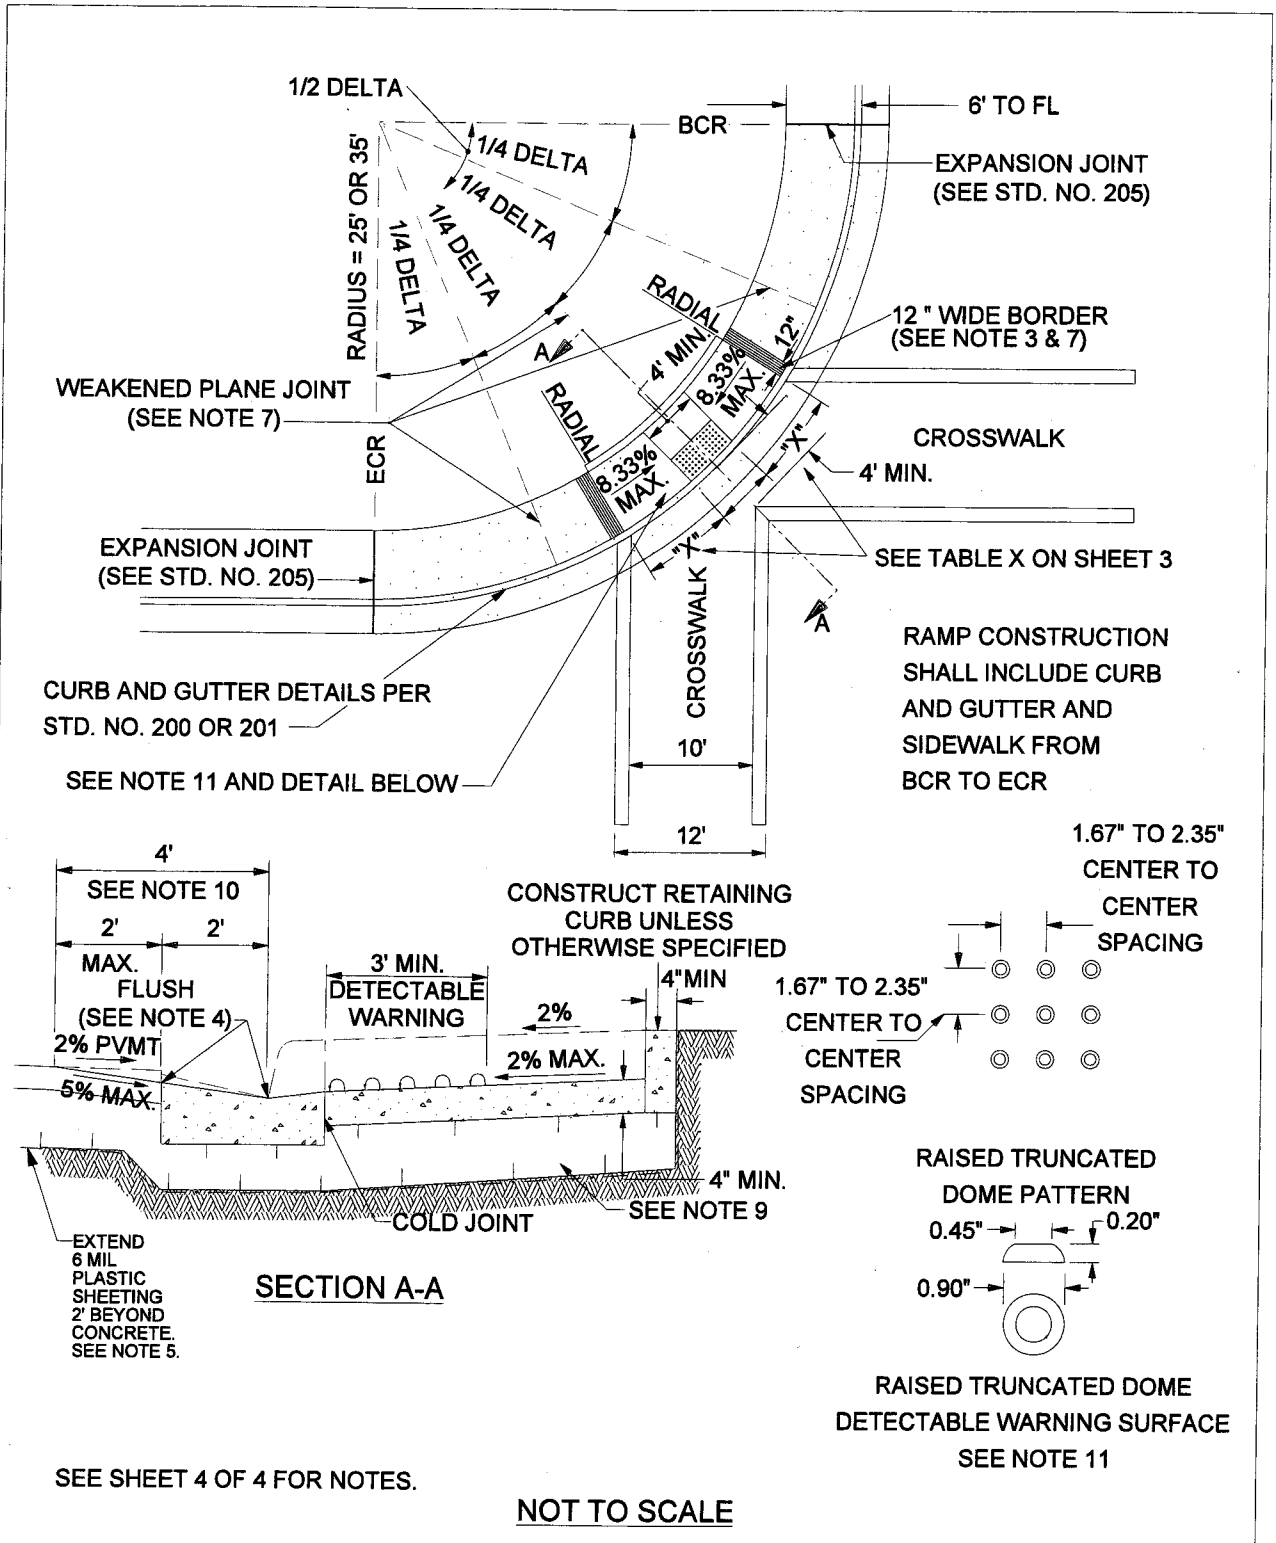 1/2 DELTA
BCR
6' TO FL
1/4 DELTA
1/4 DELTA
1/4 DELTA
1/4 DELTA
RADIUS = 25' OR 35'
EXPANSION JOINT
(SEE STD. NO. 205)
RADIAL
4' MIN.
12"
12 " WIDE BORDER
(SEE NOTE 3 & 7)
A
8.33%
MAX.
WEAKENED PLANE JOINT
(SEE NOTE 7)
RADIAL
8.33%
MAX.
"X"
CROSSWALK
4' MIN.
ECR
EXPANSION JOINT
(SEE STD. NO. 205)
"X"
SEE TABLE X ON SHEET 3
A
CROSSWALK
RAMP CONSTRUCTION
SHALL INCLUDE CURB
AND GUTTER AND
SIDEWALK FROM
BCR TO ECR
CURB AND GUTTER DETAILS PER
STD. NO. 200 OR 201
SEE NOTE 11 AND DETAIL BELOW
10'
12'
4'
SEE NOTE 10
2'
2'
MAX.
FLUSH
(SEE NOTE 4)
2% PVMT
5% MAX.
3' MIN.
DETECTABLE
WARNING
CONSTRUCT RETAINING
CURB UNLESS
OTHERWISE SPECIFIED
4"MIN
2%
2% MAX.
4" MIN.
SEE NOTE 9
COLD JOINT
EXTEND
6 MIL
PLASTIC
SHEETING
2' BEYOND
CONCRETE.
SEE NOTE 5.
SECTION A-A
1.67" TO 2.35"
CENTER TO
CENTER
SPACING
1.67" TO 2.35"
CENTER TO
CENTER
SPACING
RAISED TRUNCATED
DOME PATTERN
0.45"
0.20"
0.90"
RAISED TRUNCATED DOME
DETECTABLE WARNING SURFACE
SEE NOTE 11
SEE SHEET 4 OF 4 FOR NOTES.
NOT TO SCALE